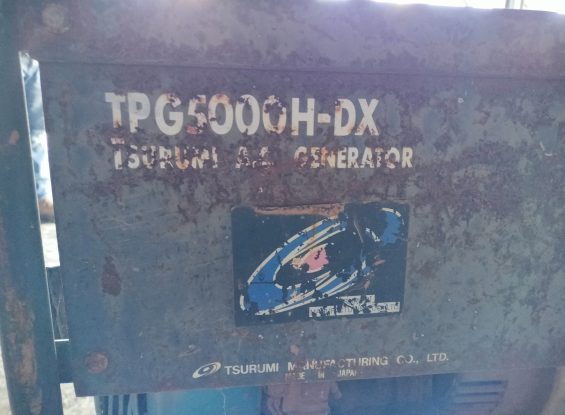 TPG5000H-DX
TSURUMI A.C. GENERATOR
TSURUMI MANUFACTURING CO., LTD.
MADE IN JAPAN